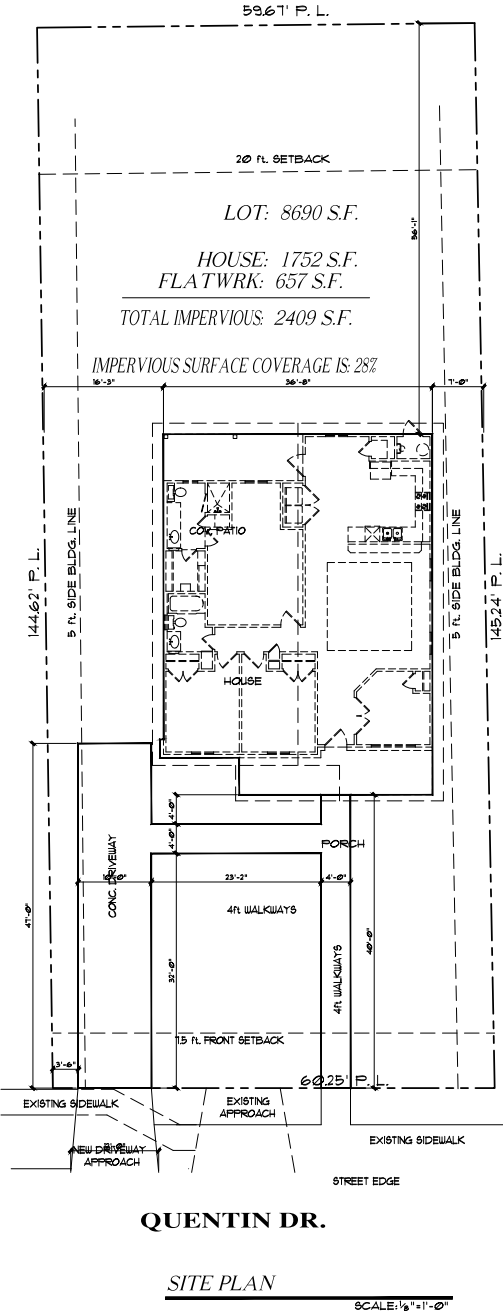 59.67' P. L.
20 ft. SETBACK
LOT: 8690 S.F.
56'-1"
HOUSE: 1752 S.F.
FLATWRK: 657 S.F.
TOTAL IMPERVIOUS: 2409 S.F.
IMPERVIOUS SURFACE COVERAGE IS: 28%
16'-3"
36'-8"
7'-0"
COV. PATIO
144.62' P. L.
5 ft. SIDE BLDG. LINE
5 ft. SIDE BLDG. LINE
145.24' P. L.
HOUSE
4'-0"
4'-0"
PORCH
CONC. DRIVEWAY
23'-2"
4'-0"
4ft WALKWAYS
47'-0"
32'-0"
4ft WALKWAYS
40'-0"
7.5 ft. FRONT SETBACK
3'-6"
60.25' P. L.
EXISTING SIDEWALK
EXISTING
APPROACH
NEW DRIVEWAY
APPROACH
EXISTING SIDEWALK
STREET EDGE
QUENTIN DR.
SITE PLAN
SCALE: ⅛"=1'-0"